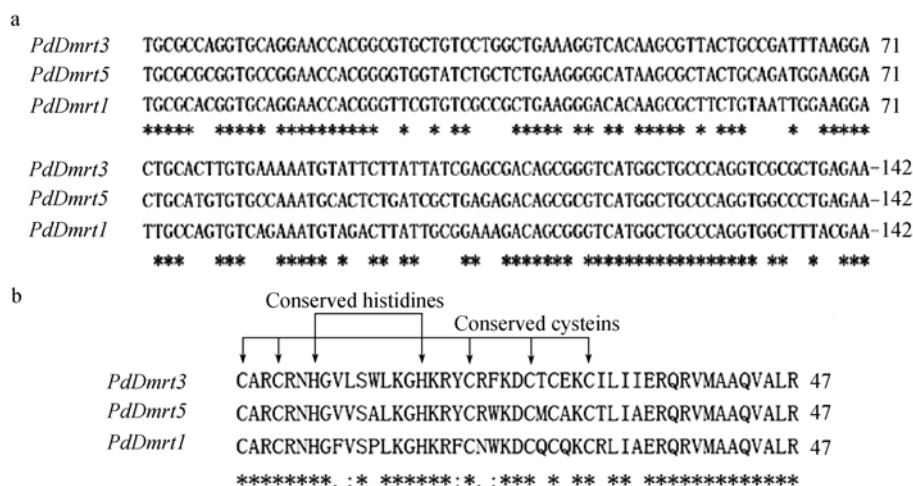 a
PdDmrt3 TGCGCCAGGTGCAGGAACCACGGCGTGCTGTCCTGGCTGAAAGGTCACAAGCGTTACTGCCGATTTAAGGA 71
PdDmrt5 TGCGCGCGGTGCCGGAACCACGGGGTGGTATCTGCTCTGAAGGGGCATAAGCGCTACTGCAGATGGAAGGA 71
PdDmrt1 TGCGCACGGTGCAGGAACCACGGGTTCGTGTCGCCGCTGAAGGGACACAAGCGCTTCTGTAATTGGAAGGA 71
***** ***** ********** * * ** ***** ** ** ***** * *** * *****
PdDmrt3 CTGCACTTGTGAAAAATGTATTCTTATTATCGAGCGACAGCGGGTCATGGCTGCCCAGGTCGCGCTGAGAA-142
PdDmrt5 CTGCATGTGTGCCAAATGCACTCTGATCGCTGAGAGACAGCGCGTCATGGCTGCCCAGGTGGCCCTGAGAA-142
PdDmrt1 TTGCCAGTGTCAGAAATGTAGACTTATTGCGGAAAGACAGCGGGTCATGGCTGCCCAGGTGGCTTTACGAA-142
*** *** ***** * ** ** ** ******* ***************** ** * ***
b
Conserved histidines
Conserved cysteins
PdDmrt3 CARCRNHGVLSWLKGHKRYCRFKDCTCEKCILIIERQRVMAAQVALR 47
PdDmrt5 CARCRNHGVVSALKGHKRYCRWKDCMCAKCTLIAERQRVMAAQVALR 47
PdDmrt1 CARCRNHGFVSPLKGHKRFCNWKDCQCQKCRLIAERQRVMAAQVALR 47
********.:* ******:*.:*** * ** ** *************